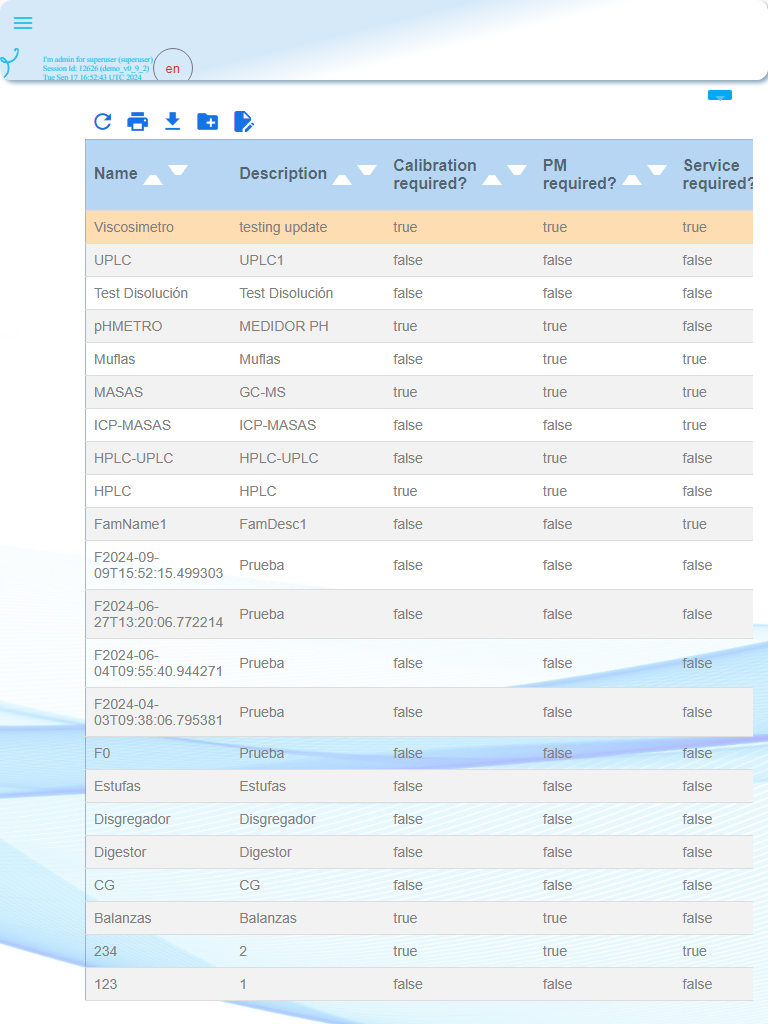 I'm admin for superuser (superuser)
Session Id: 12626 (demo_v0_9_2)
Tue Sep 17 16:52:43 UTC 2024
en
Name Description Calibration required? PM required? Service required?
Viscosimetro testing update true true true
UPLC UPLC1 false false false
Test Disolución Test Disolución false false false
pHMETRO MEDIDOR PH true true false
Muflas Muflas false true true
MASAS GC-MS true true true
ICP-MASAS ICP-MASAS false false true
HPLC-UPLC HPLC-UPLC false true false
HPLC HPLC true true false
FamName1 FamDesc1 false false true
F2024-09-09T15:52:15.499303 Prueba false false false
F2024-06-27T13:20:06.772214 Prueba false false false
F2024-06-04T09:55:40.944271 Prueba false false false
F2024-04-03T09:38:06.795381 Prueba false false false
F0 Prueba false false false
Estufas Estufas false false false
Disgregador Disgregador false false false
Digestor Digestor false false false
CG CG false false false
Balanzas Balanzas true true false
234 2 true true true
123 1 false false false